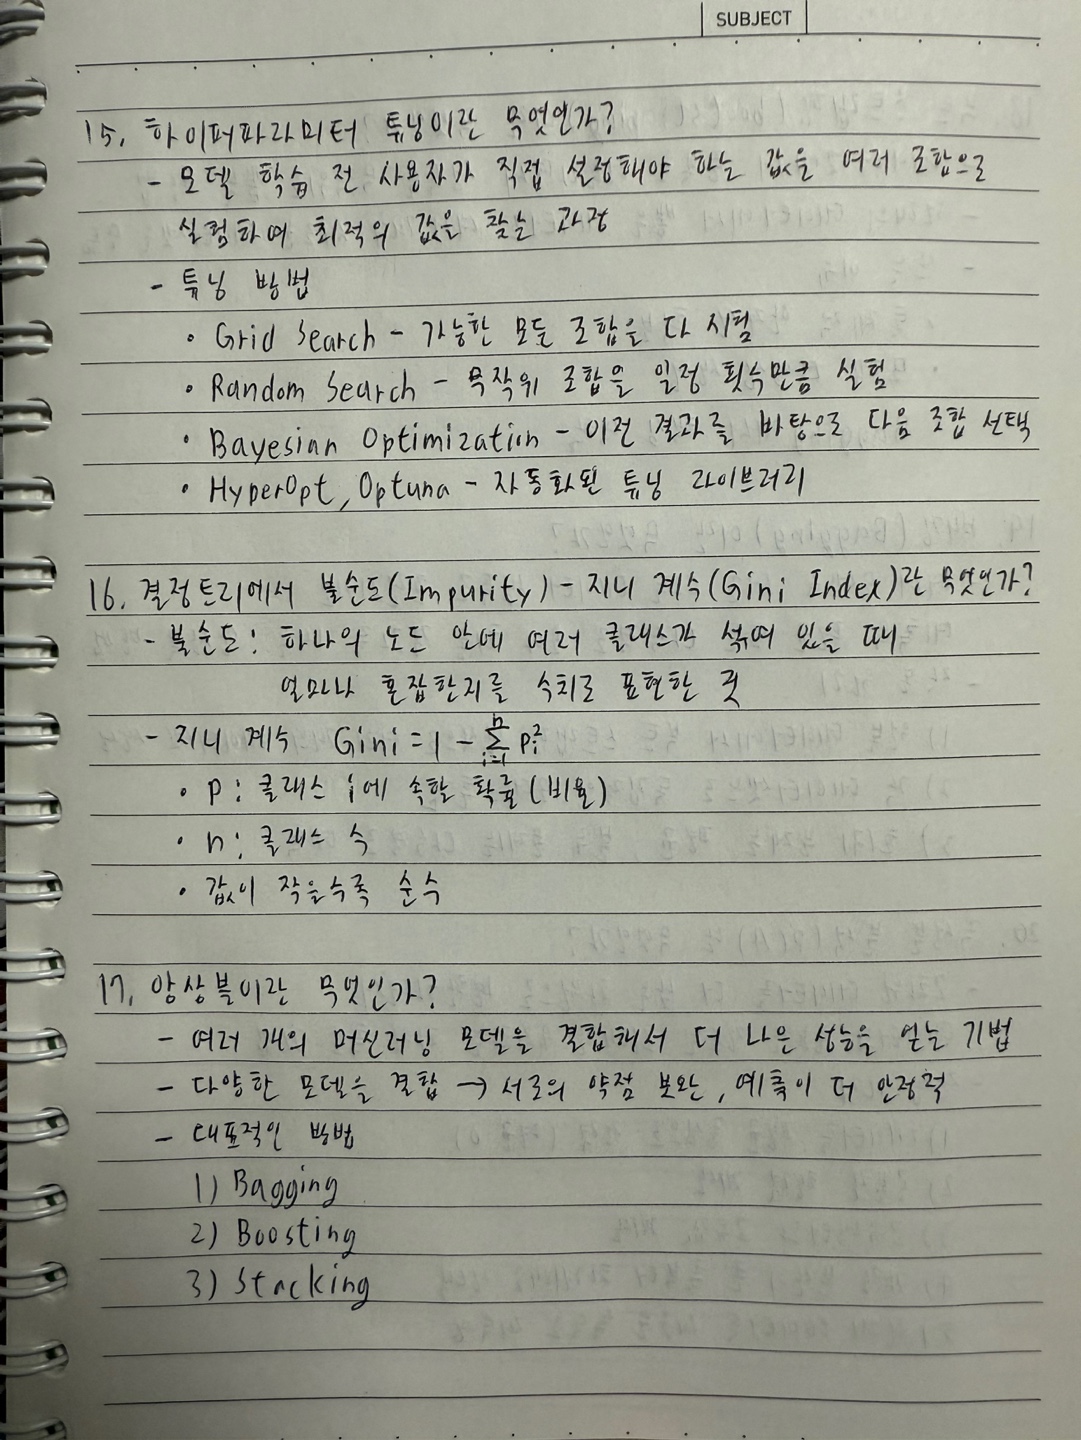 SUBJECT
15. 하이퍼파라미터 튜닝이란 무엇인가?
- 모델 학습 전 사용자가 직접 설정해야 하는 값을 여러 조합으로
실험하여 최적의 값을 찾는 과정
- 튜닝 방법
• Grid Search - 가능한 모든 조합을 다 시험
• Random Search - 무작위 조합을 일정 횟수만큼 실험
• Bayesian Optimization - 이전 결과를 바탕으로 다음 조합 선택
• HyperOpt, Optuna - 자동화된 튜닝 라이브러리
16. 결정트리에서 불순도(Impurity) - 지니 계수(Gini Index)란 무엇인가?
- 불순도: 하나의 노드 안에 여러 클래스가 섞여 있을 때
얼마나 혼잡한지를 수치로 표현한 것
- 지니 계수 Gini = 1 - \sum_{i=1}^{n} p_i^2
• p: 클래스 i에 속할 확률(비율)
• n: 클래스 수
• 값이 작을수록 순수
17. 앙상블이란 무엇인가?
- 여러 개의 머신러닝 모델을 결합해서 더 나은 성능을 얻는 기법
- 다양한 모델을 결합 → 서로의 약점 보완, 예측이 더 안정적
- 대표적인 방법
1) Bagging
2) Boosting
3) Stacking